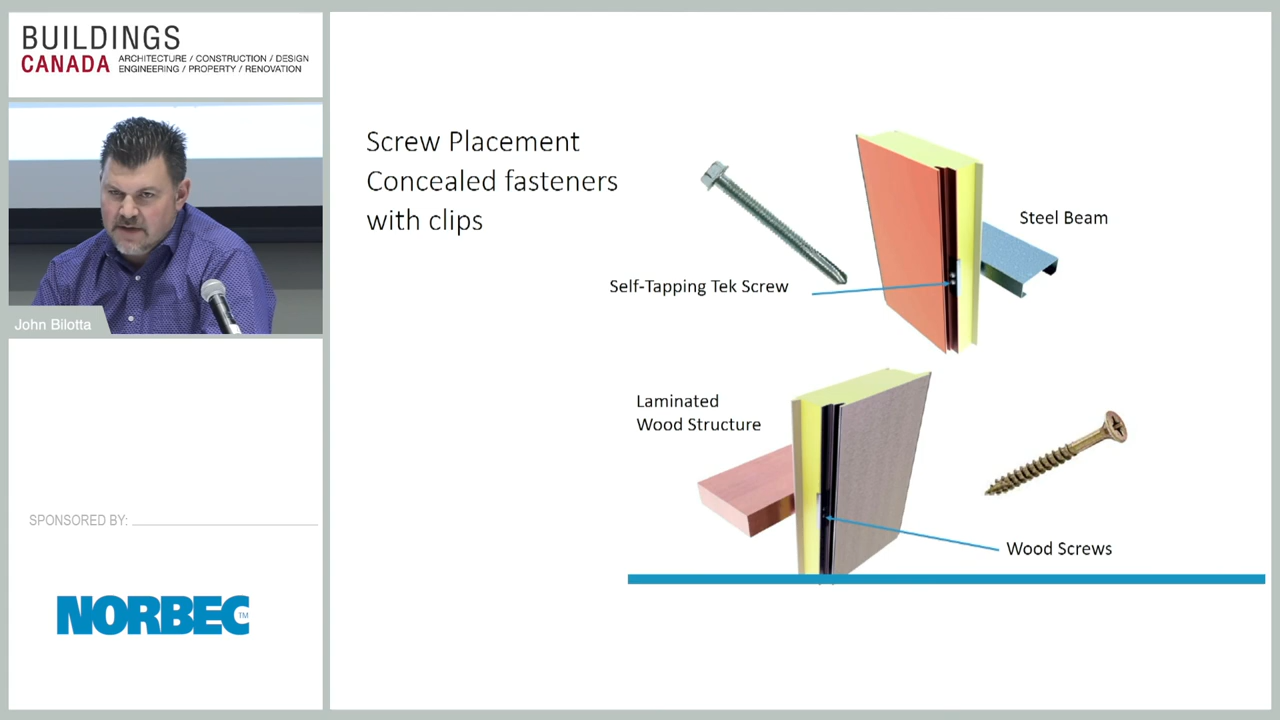 BUILDINGS
CANADA
ARCHITECTURE / CONSTRUCTION / DESIGN
ENGINEERING / PROPERTY / RENOVATION
John Bilotta
SPONSORED BY:
NORBEC
TM
Screw Placement
Concealed fasteners
with clips
Steel Beam
Self-Tapping Tek Screw
Laminated
Wood Structure
Wood Screws